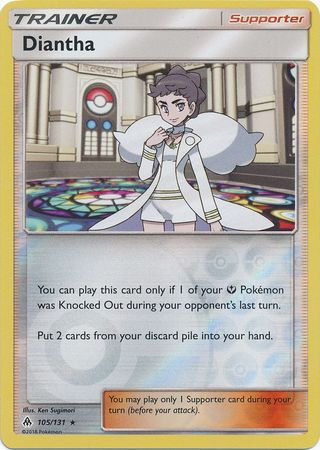 TRAINER Supporter
Diantha
You can play this card only if 1 of your Pokémon
was Knocked Out during your opponent's last turn.
Put 2 cards from your discard pile into your hand.
Illus. Ken Sugimori
105/131 ★
©2018 Pokémon
You may play only 1 Supporter card during your
turn (before your attack).